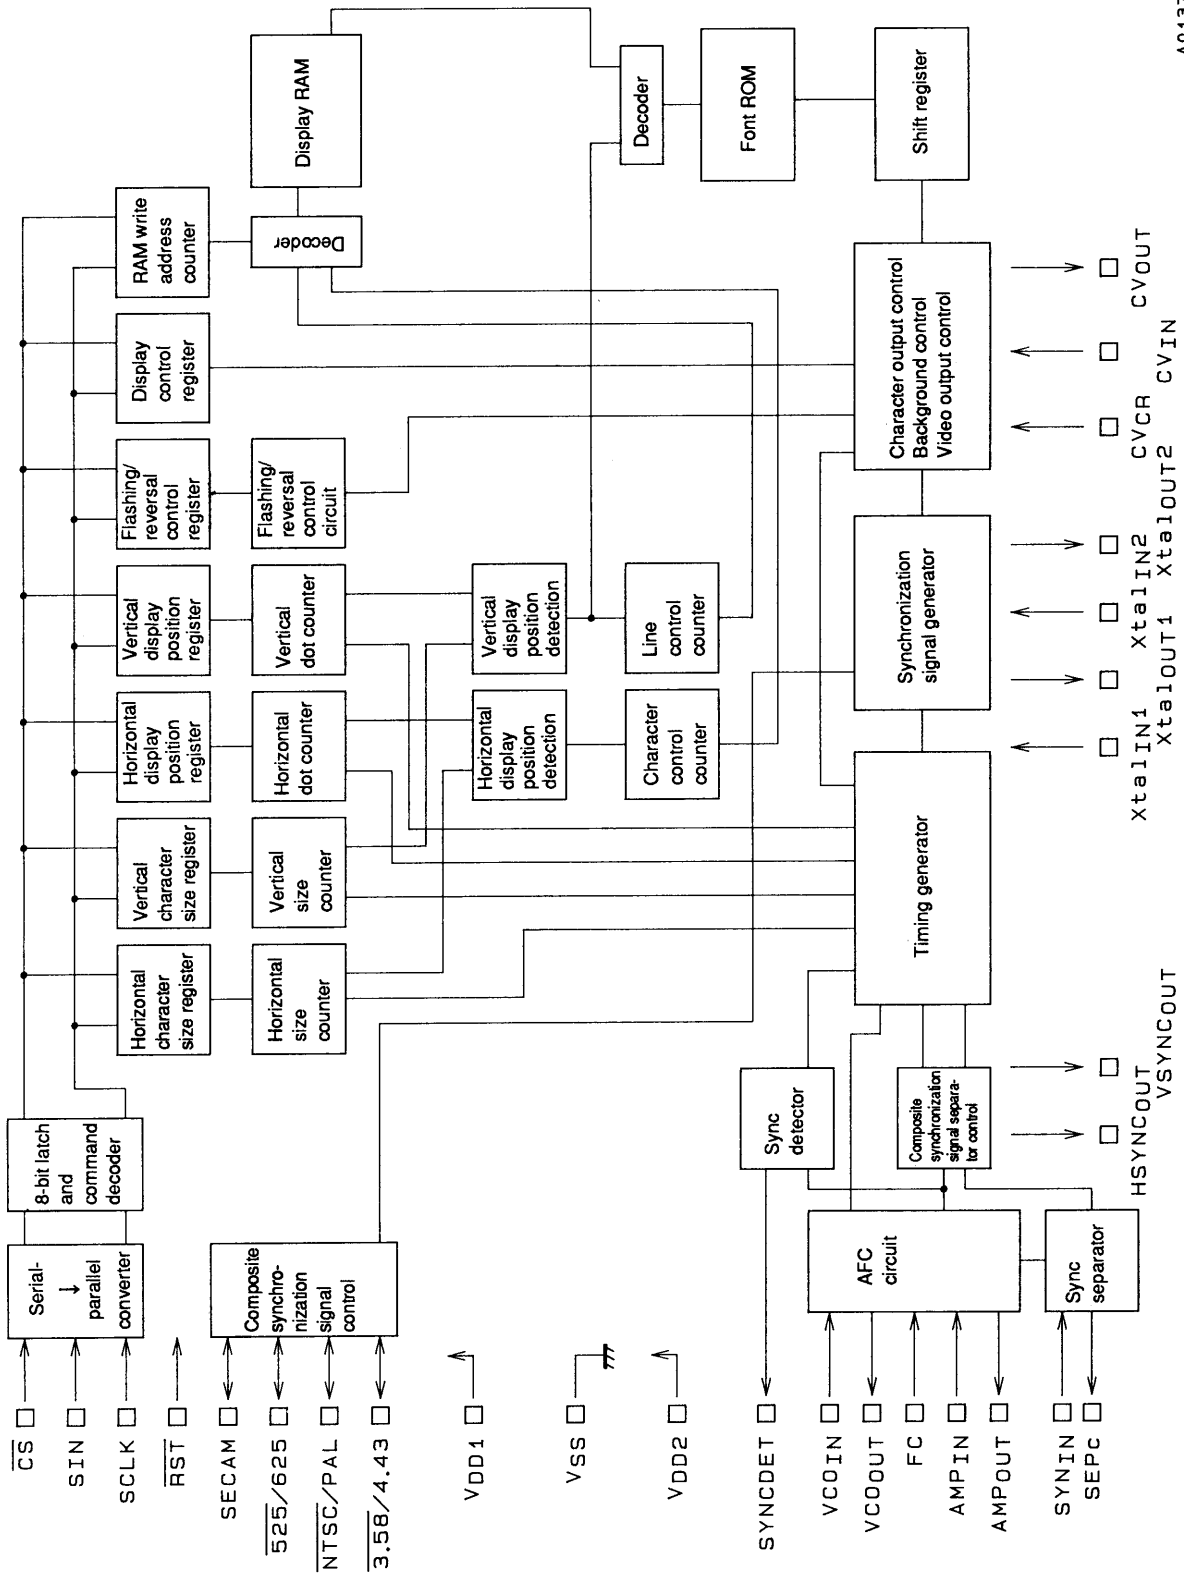 CS
SIN
SCLK
RST
SECAM
525/625
NTSC/PAL
3.58/4.43
VDD1
VSS
VDD2
SYNCDET
VCOIN
VCOOUT
FC
AMPIN
AMPOUT
SYNIN
SEPC
Serial-
↓
parallel
converter
8-bit latch
and
command
decoder
Composite
synchro-
nization
signal
control
Horizontal
character
size register
Vertical
character
size register
Horizontal
display
position
register
Vertical
display
position
register
Flashing/
reversal
control
register
Display
control
register
RAM write
address
counter
Horizontal
size
counter
Vertical
size
counter
Horizontal
dot counter
Vertical
dot counter
Flashing/
reversal
control
circuit
Decoder
Display RAM
Horizontal
display
position
detection
Vertical
display
position
detection
Character
control
counter
Line
control
counter
Decoder
Font ROM
Shift register
Sync
detector
AFC
circuit
Composite
synchronization
signal separa-
tor control
Sync
separator
Timing generator
Synchronization
signal generator
Character output control
Background control
Video output control
HSYNCOUT
VSYNCOUT
XtalIN1
XtalOUT1
XtalIN2
XtalOUT2
CVCR
CVIN
CVOUT